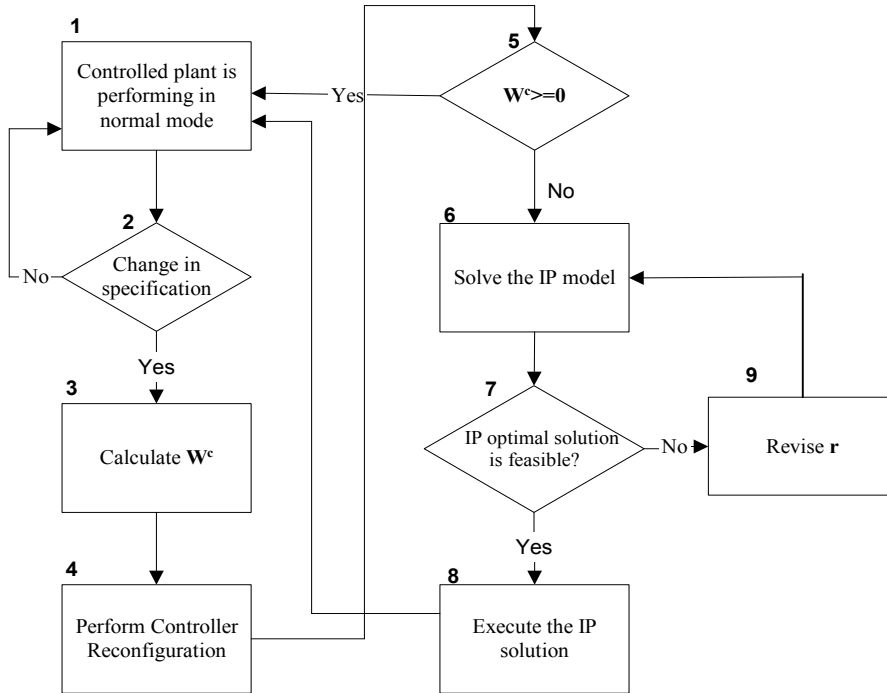 1
Controlled plant is
performing in
normal mode
2
Change in
specification
No
Yes
3
Calculate Wᶜ
4
Perform Controller
Reconfiguration
5
Wᶜ>=0
Yes
No
6
Solve the IP model
7
IP optimal solution
is feasible?
No
Yes
8
Execute the IP
solution
9
Revise r